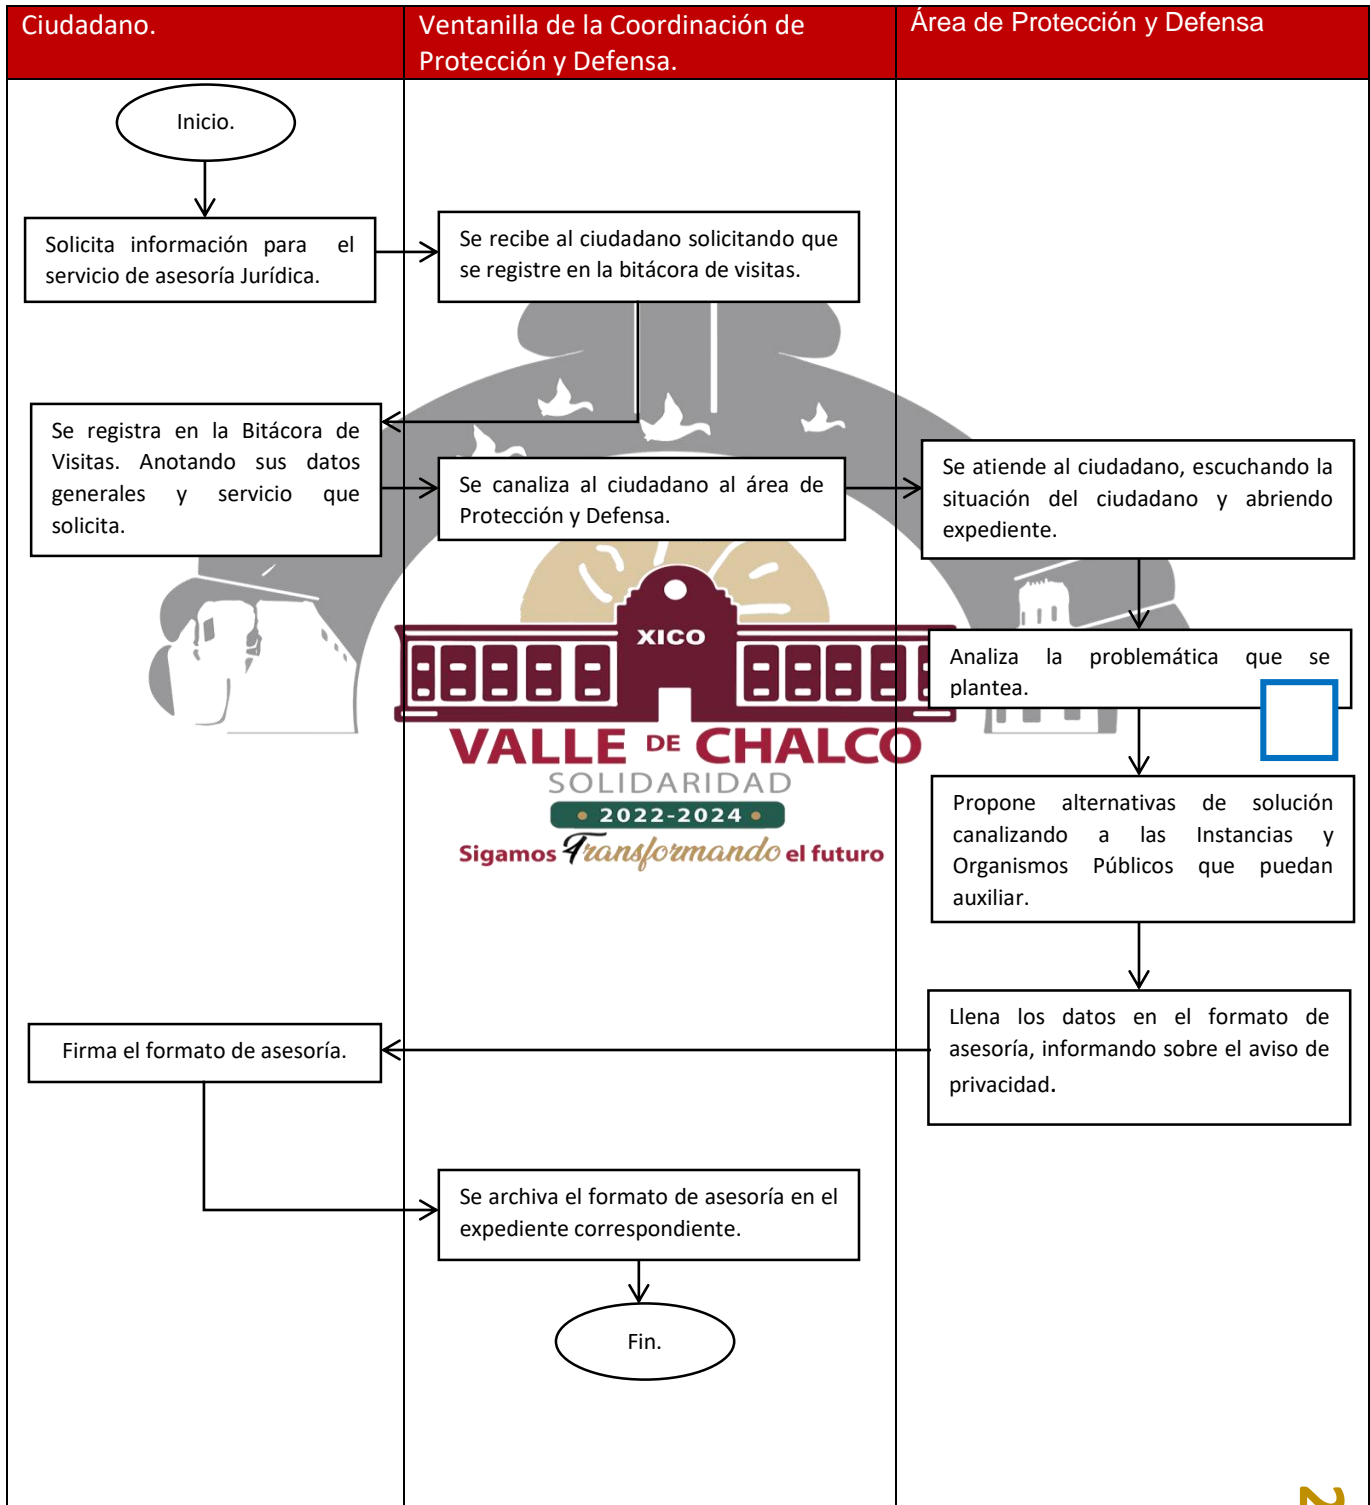 Ciudadano.
Ventanilla de la Coordinación de
Protección y Defensa.
Área de Protección y Defensa
Inicio.
Solicita información para el
servicio de asesoría Jurídica.
Se recibe al ciudadano solicitando que
se registre en la bitácora de visitas.
Se registra en la Bitácora de
Visitas. Anotando sus datos
generales y servicio que
solicita.
Se canaliza al ciudadano al área de
Protección y Defensa.
Se atiende al ciudadano, escuchando la
situación del ciudadano y abriendo
expediente.
XICO
Analiza la problemática que se
plantea.
VALLE DE CHALCO
SOLIDARIDAD
• 2022-2024 •
Sigamos Transformando el futuro
Propone alternativas de solución
canalizando a las Instancias y
Organismos Públicos que puedan
auxiliar.
Llena los datos en el formato de
asesoría, informando sobre el aviso de
privacidad.
Firma el formato de asesoría.
Se archiva el formato de asesoría en el
expediente correspondiente.
Fin.
2